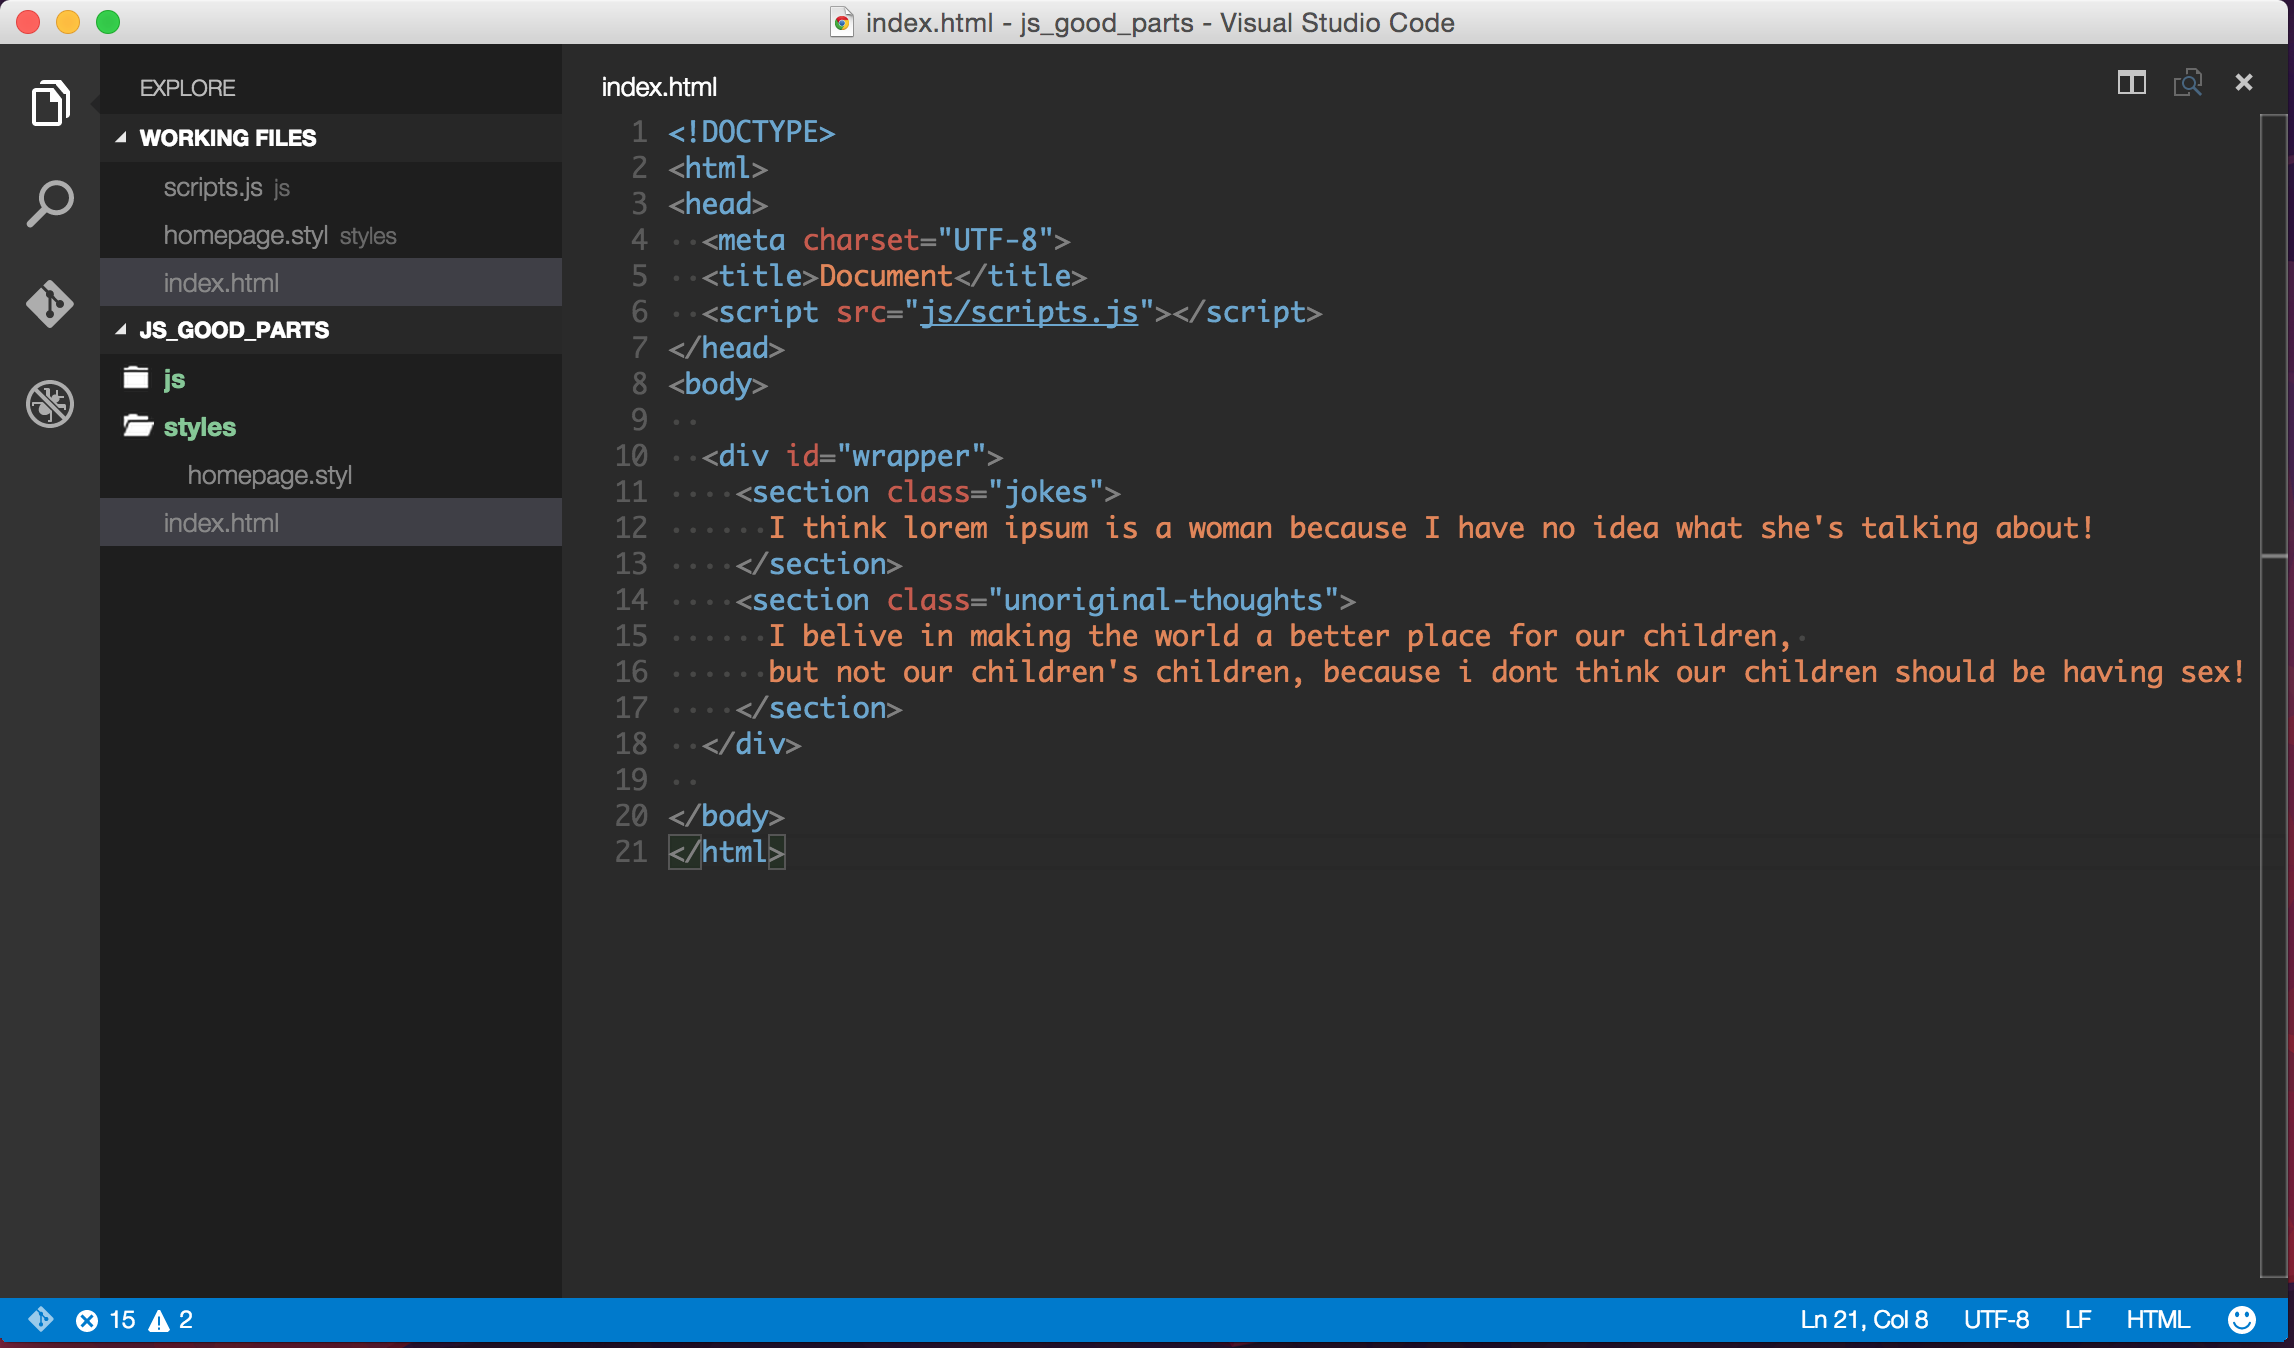 index.html - js_good_parts - Visual Studio Code
EXPLORE
WORKING FILES
scripts.js js
homepage.styl styles
index.html
JS_GOOD_PARTS
js
styles
homepage.styl
index.html
index.html
1 <!DOCTYPE>
2 <html>
3 <head>
4 <meta charset="UTF-8">
5 <title>Document</title>
6 <script src="js/scripts.js"></script>
7 </head>
8 <body>
9
10 <div id="wrapper">
11 <section class="jokes">
12 I think lorem ipsum is a woman because I have no idea what she's talking about!
13 </section>
14 <section class="unoriginal-thoughts">
15 I belive in making the world a better place for our children,
16 but not our children's children, because i dont think our children should be having sex!
17 </section>
18 </div>
19
20 </body>
21 </html>
15 2
Ln 21, Col 8 UTF-8 LF HTML